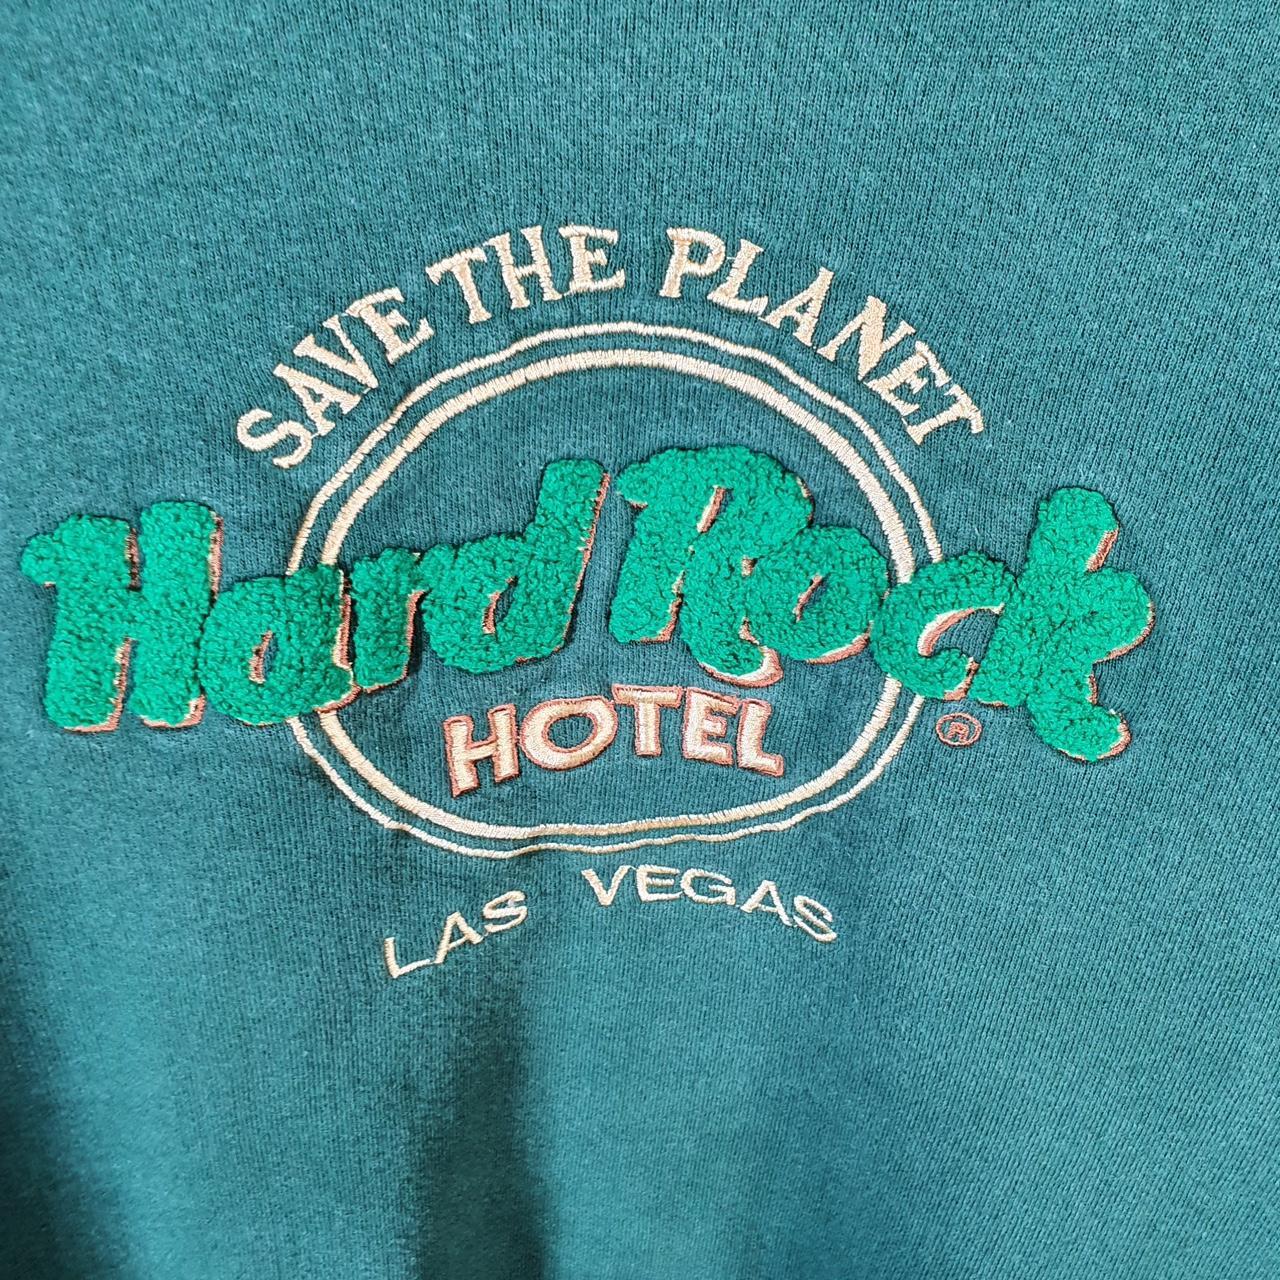 SAVE THE PLANET
Hard Rock
HOTEL
®
LAS VEGAS